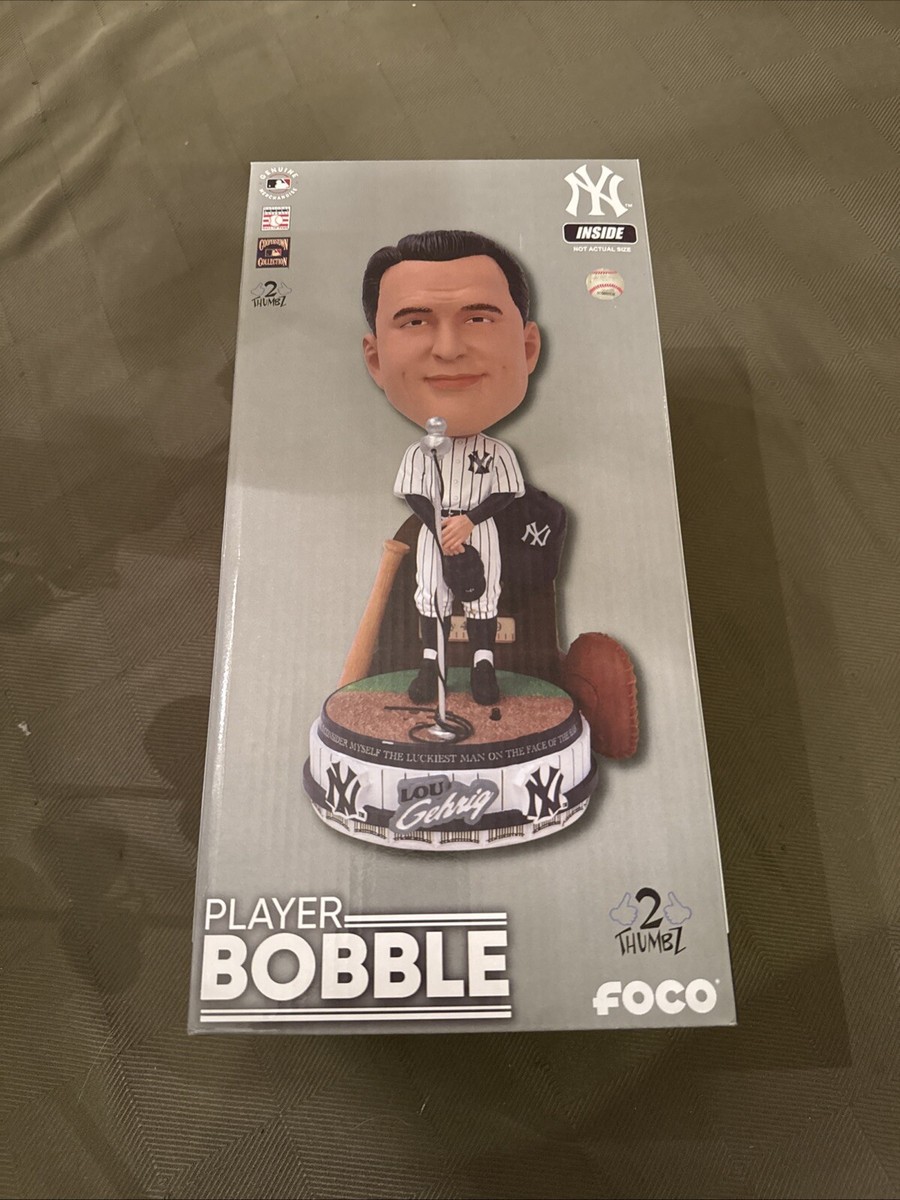 GENUINE
MERCHANDISE
COOPERSTOWN
COLLECTION
2
THUMBZ
NY
INSIDE
NOT ACTUAL SIZE
NY
NY
MYSELF THE LUCKIEST MAN ON THE FACE OF THE
NY
LOU
Gehrig
NY
PLAYER
BOBBLE
2
THUMBZ
FOCO